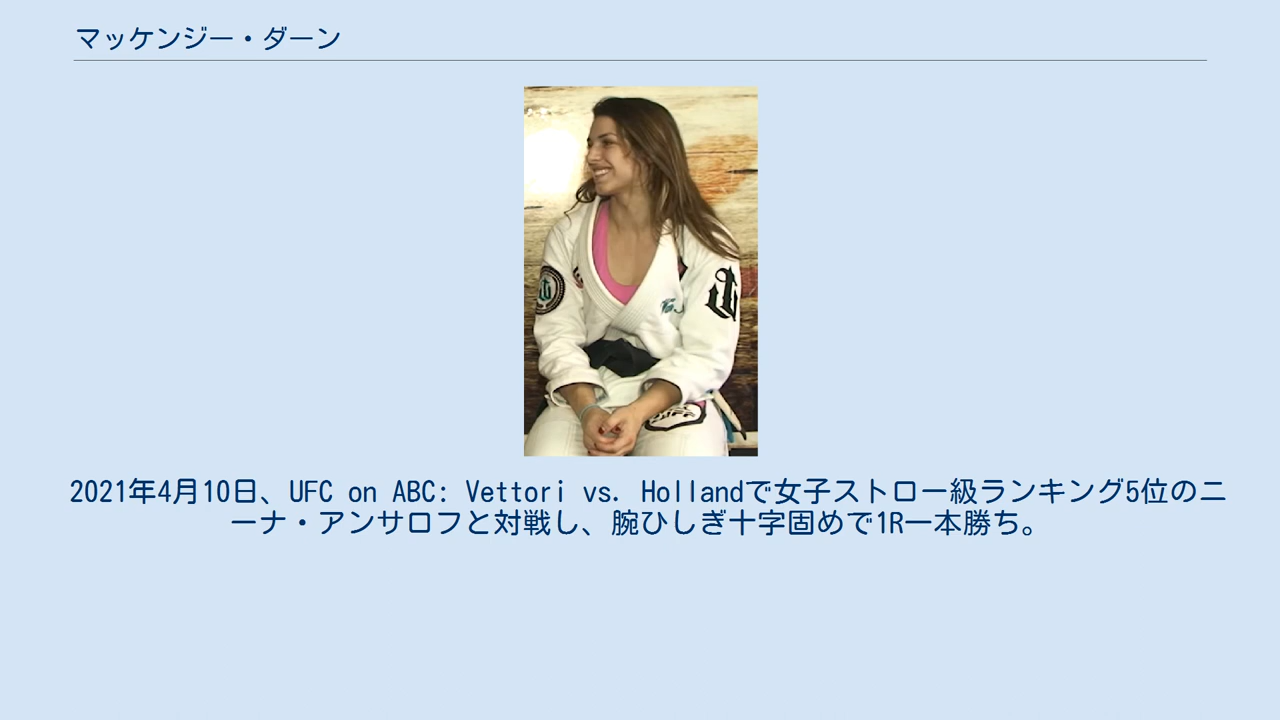 マッケンジー・ダーン
2021年4月10日、UFC on ABC: Vettori vs. Hollandで女子ストロー級ランキング5位のニ
ーナ・アンサロフと対戦し、腕ひしぎ十字固めで1R一本勝ち。